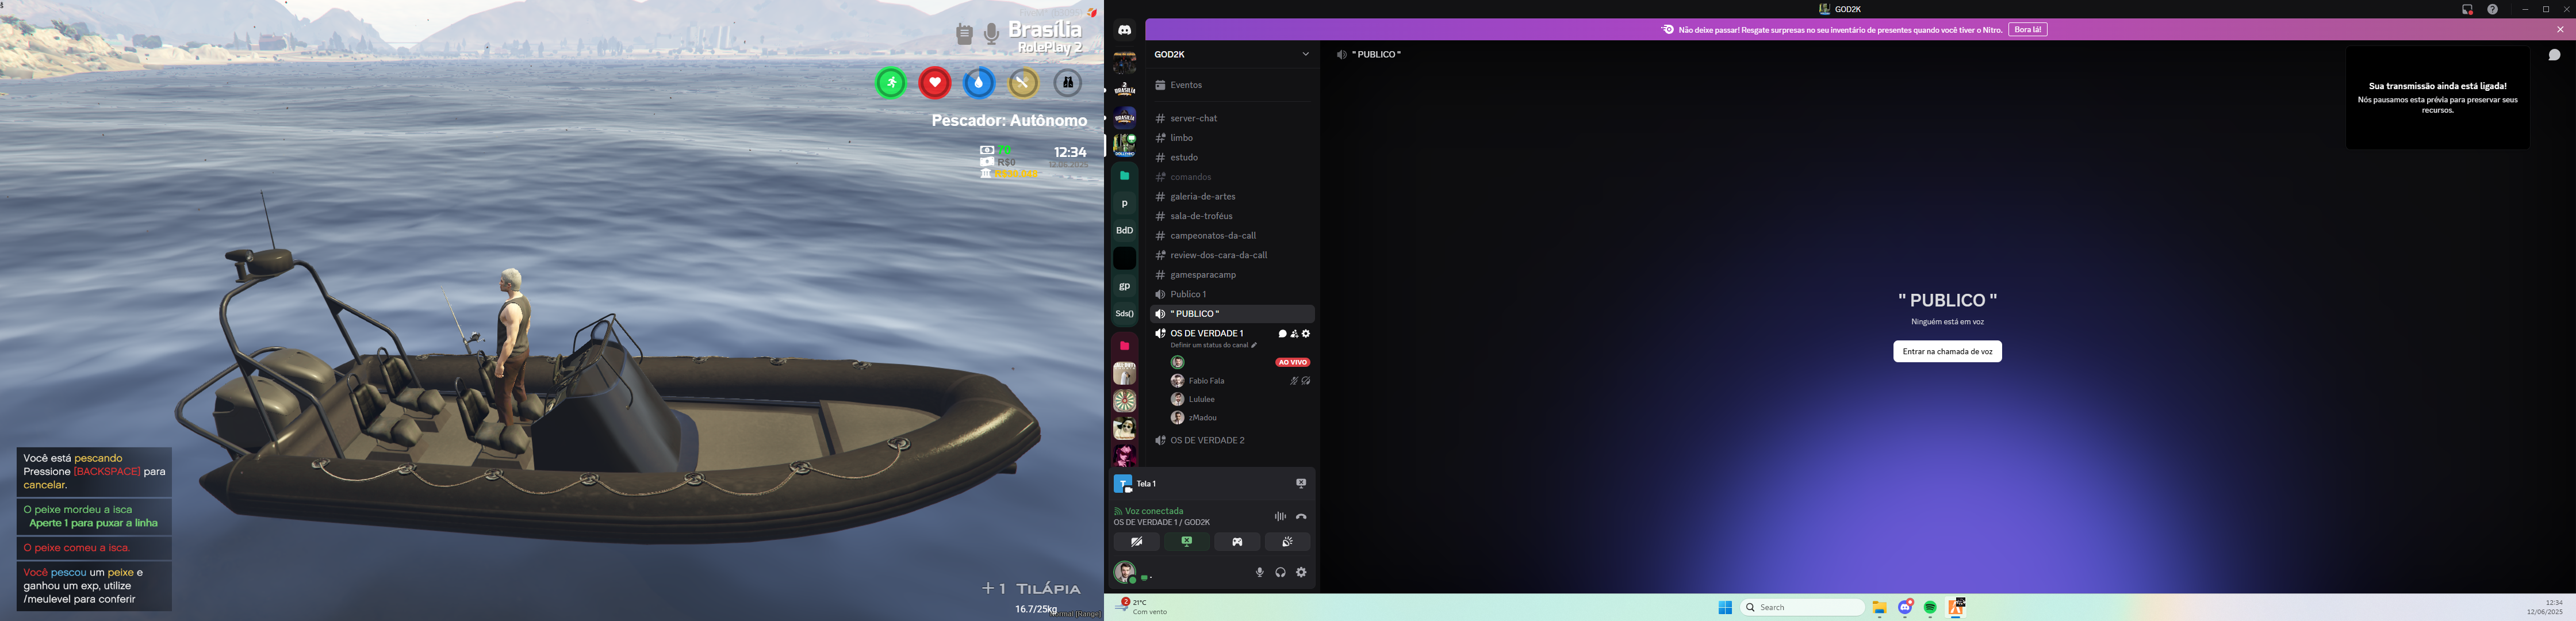 Brasília
RolePlay 2
Pescador: Autônomo
70
12:34
R$0
Você está pescando
Pressione [BACKSPACE] para
cancelar.
O peixe mordeu a isca
Aperte 1 para puxar a linha
O peixe comeu a isca.
Você pescou um peixe e
ganhou um exp, utilize
/meulevel para conferir
+ 1 TILÁPIA
16.7/25kg
GOD2K
Não deixe passar! Resgate surpresas no seu inventário de presentes quando você tiver o Nitro.
Bora lá!
GOD2K
Eventos
server-chat
limbo
estudo
comandos
galeria-de-artes
sala-de-troféus
campeonatos-da-call
review-dos-cara-da-call
gamesparacamp
Publico 1
" PUBLICO "
OS DE VERDADE 1
Definir um status do canal
AO VIVO
Fabio Fala
Lululee
zMadou
OS DE VERDADE 2
p
BdD
gp
Sds()
T
Tela 1
Voz conectada
OS DE VERDADE 1 / GOD2K
" PUBLICO "
Sua transmissão ainda está ligada!
Nós pausamos esta prévia para preservar seus
recursos.
" PUBLICO "
Ninguém está em voz
Entrar na chamada de voz
2
21°C
Com vento
Search
12:34
12/06/2025